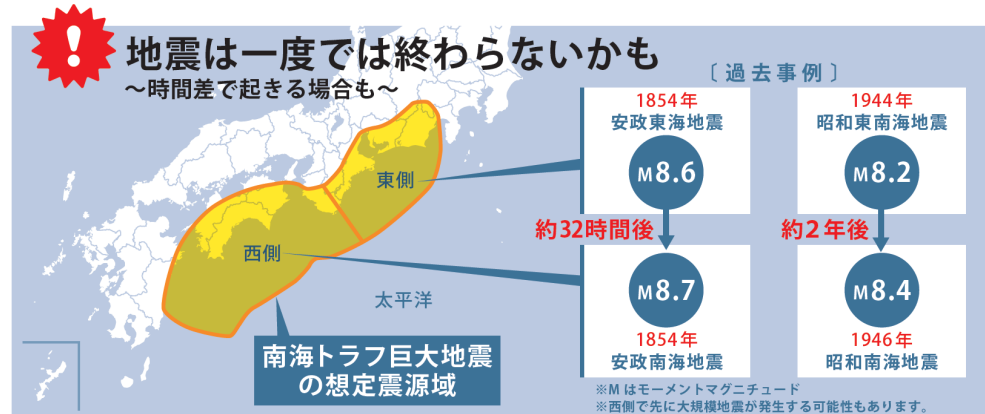 !
地震は一度では終わらないかも
～時間差で起きる場合も～
〔過去事例〕
1854年
安政東海地震
M8.6
約32時間後
M8.7
1854年
安政南海地震
1944年
昭和東南海地震
M8.2
約2年後
M8.4
1946年
昭和南海地震
東側
西側
太平洋
南海トラフ巨大地震
の想定震源域
※Mはモーメントマグニチュード
※西側で先に大規模地震が発生する可能性もあります。